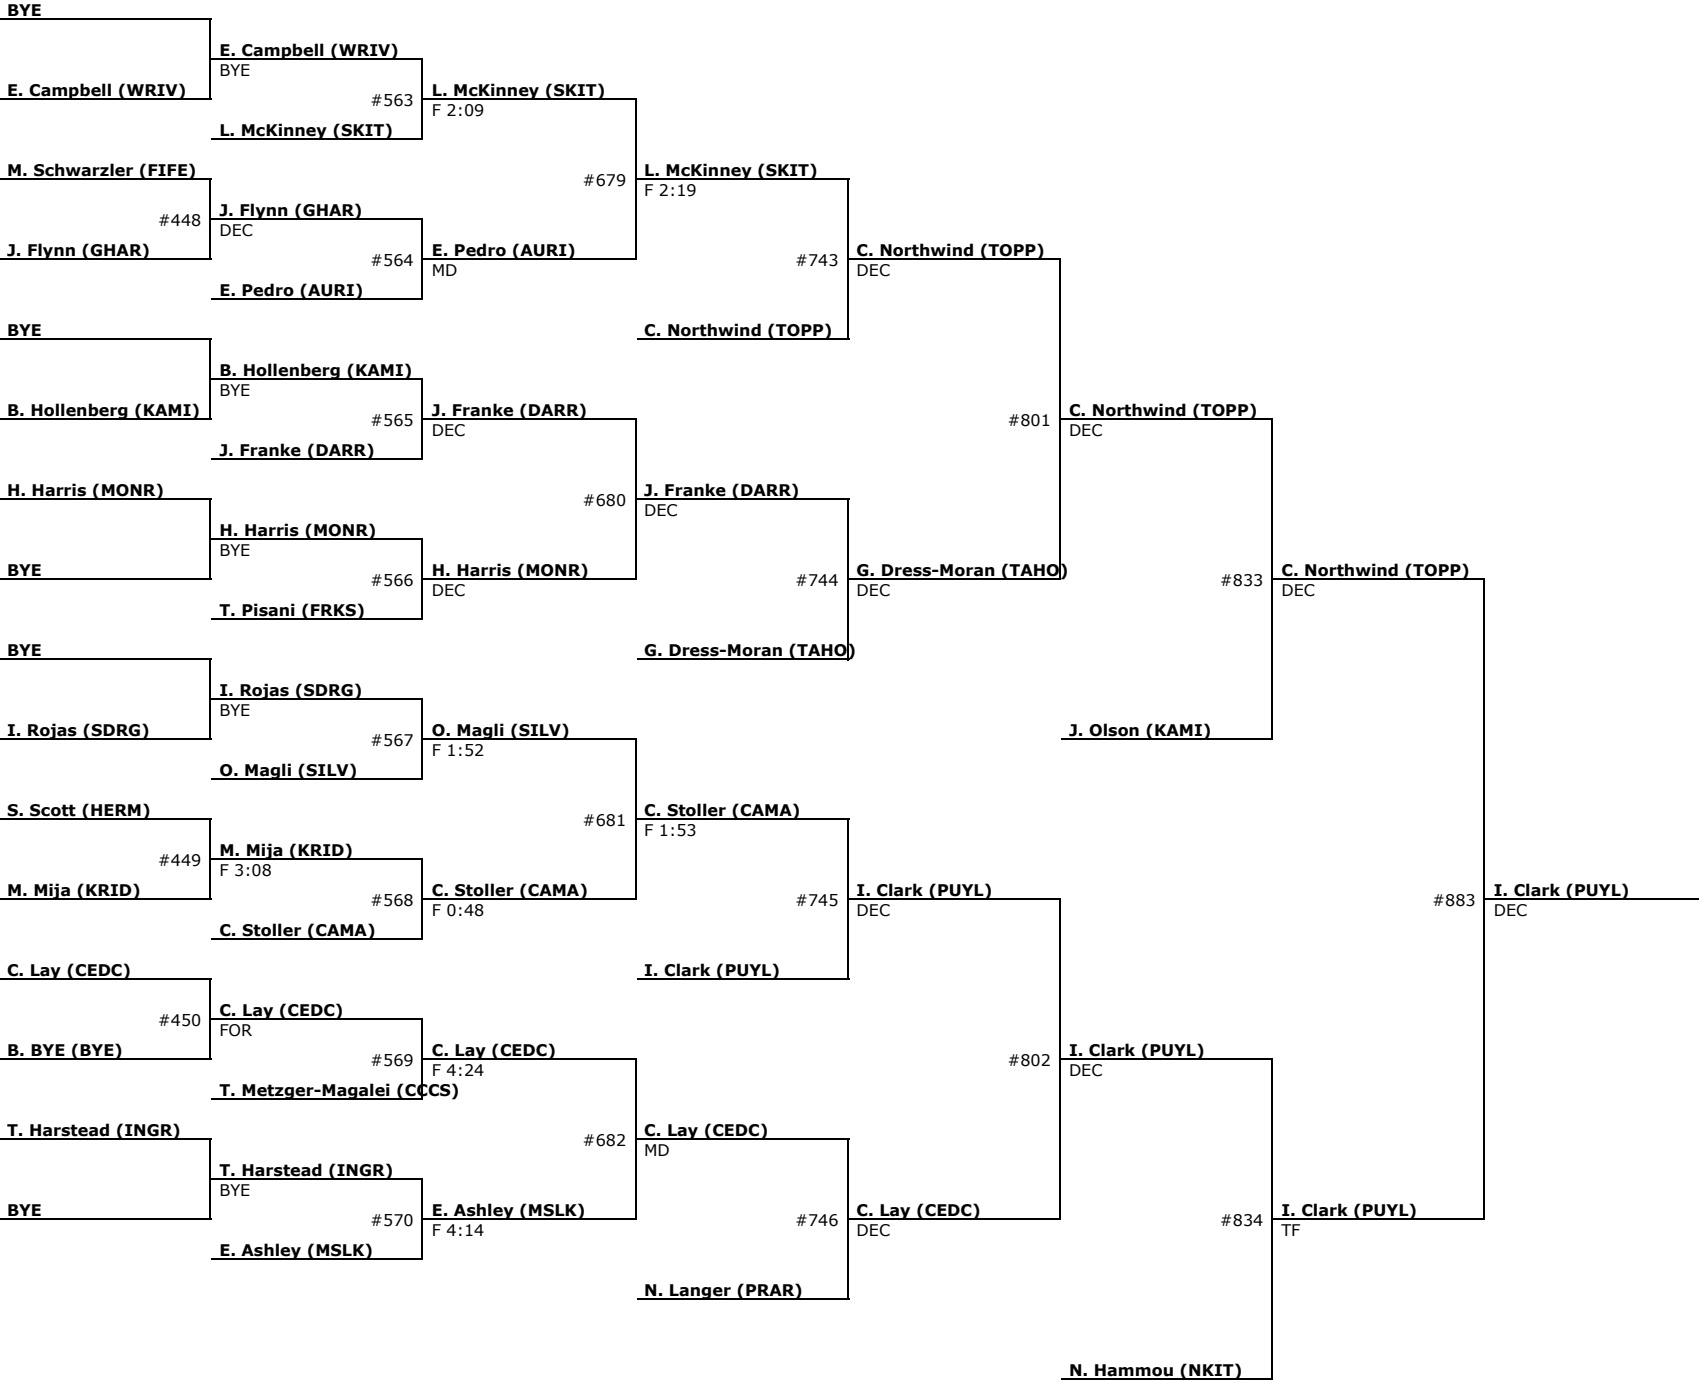 BYE
E. Campbell (WRIV)
BYE
E. Campbell (WRIV)
#563
L. McKinney (SKIT)
F 2:09
L. McKinney (SKIT)
M. Schwarzler (FIFE)
#679
L. McKinney (SKIT)
F 2:19
#448
J. Flynn (GHAR)
DEC
J. Flynn (GHAR)
#564
E. Pedro (AURI)
MD
#743
C. Northwind (TOPP)
DEC
E. Pedro (AURI)
BYE
C. Northwind (TOPP)
B. Hollenberg (KAMI)
BYE
B. Hollenberg (KAMI)
#565
J. Franke (DARR)
DEC
#801
C. Northwind (TOPP)
DEC
J. Franke (DARR)
H. Harris (MONR)
#680
J. Franke (DARR)
DEC
H. Harris (MONR)
BYE
BYE
#566
H. Harris (MONR)
DEC
#744
G. Dress-Moran (TAHO)
DEC
#833
C. Northwind (TOPP)
DEC
T. Pisani (FRKS)
BYE
G. Dress-Moran (TAHO)
I. Rojas (SDRG)
BYE
I. Rojas (SDRG)
#567
O. Magli (SILV)
F 1:52
J. Olson (KAMI)
O. Magli (SILV)
S. Scott (HERM)
#681
C. Stoller (CAMA)
F 1:53
#449
M. Mija (KRID)
F 3:08
M. Mija (KRID)
#568
C. Stoller (CAMA)
F 0:48
#745
I. Clark (PUYL)
DEC
#883
I. Clark (PUYL)
DEC
C. Stoller (CAMA)
C. Lay (CEDC)
I. Clark (PUYL)
#450
C. Lay (CEDC)
FOR
B. BYE (BYE)
#569
C. Lay (CEDC)
F 4:24
#802
I. Clark (PUYL)
DEC
T. Metzger-Magalei (CCCS)
T. Harstead (INGR)
#682
C. Lay (CEDC)
MD
T. Harstead (INGR)
BYE
BYE
#570
E. Ashley (MSLK)
F 4:14
#746
C. Lay (CEDC)
DEC
#834
I. Clark (PUYL)
TF
E. Ashley (MSLK)
N. Langer (PRAR)
N. Hammou (NKIT)